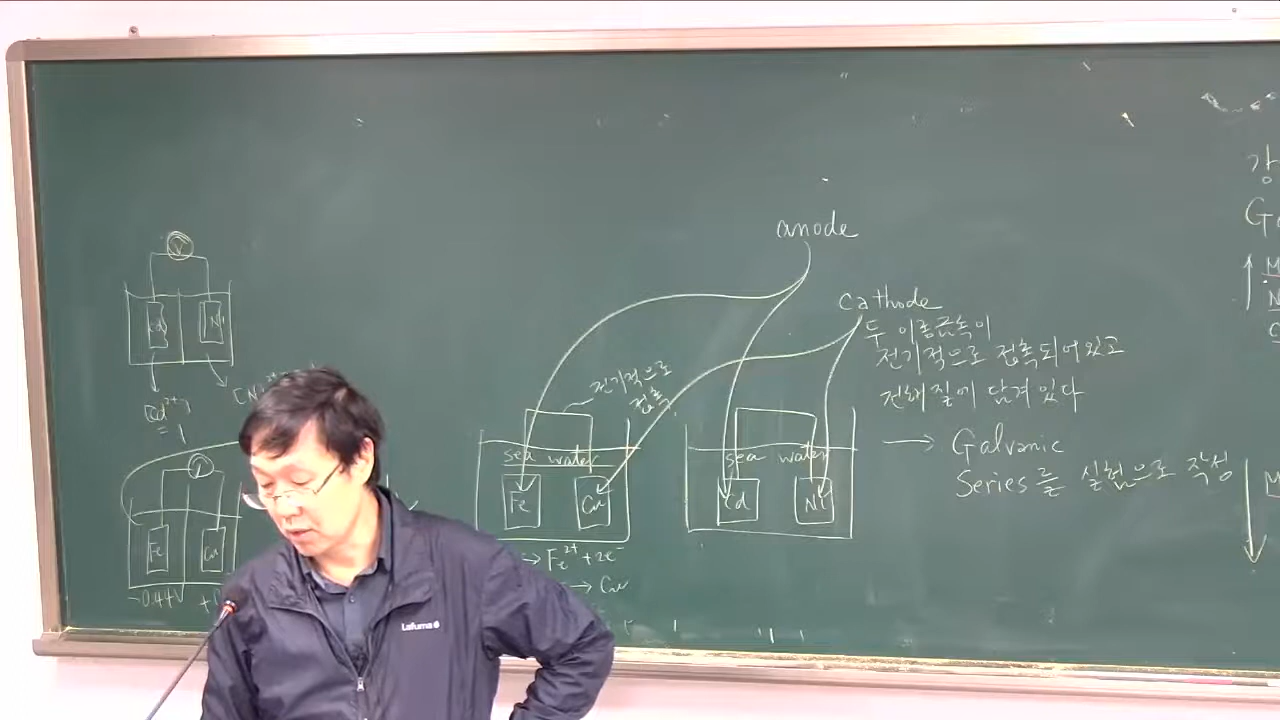 anode
cathode
두 이종금속이
전기적으로 접촉되어있고
전해질에 담겨있다
→ Galvanic
Series를 실험으로 작성
V
Cd
Ni
[Cd²⁺]
= 1
V
Fe
Cu
-0.44V
전기적으로
접촉
sea water
Fe
Cu
→ Fe²⁺ + 2e⁻
→ Cu
sea water
Cd
Ni
Lafuma
강